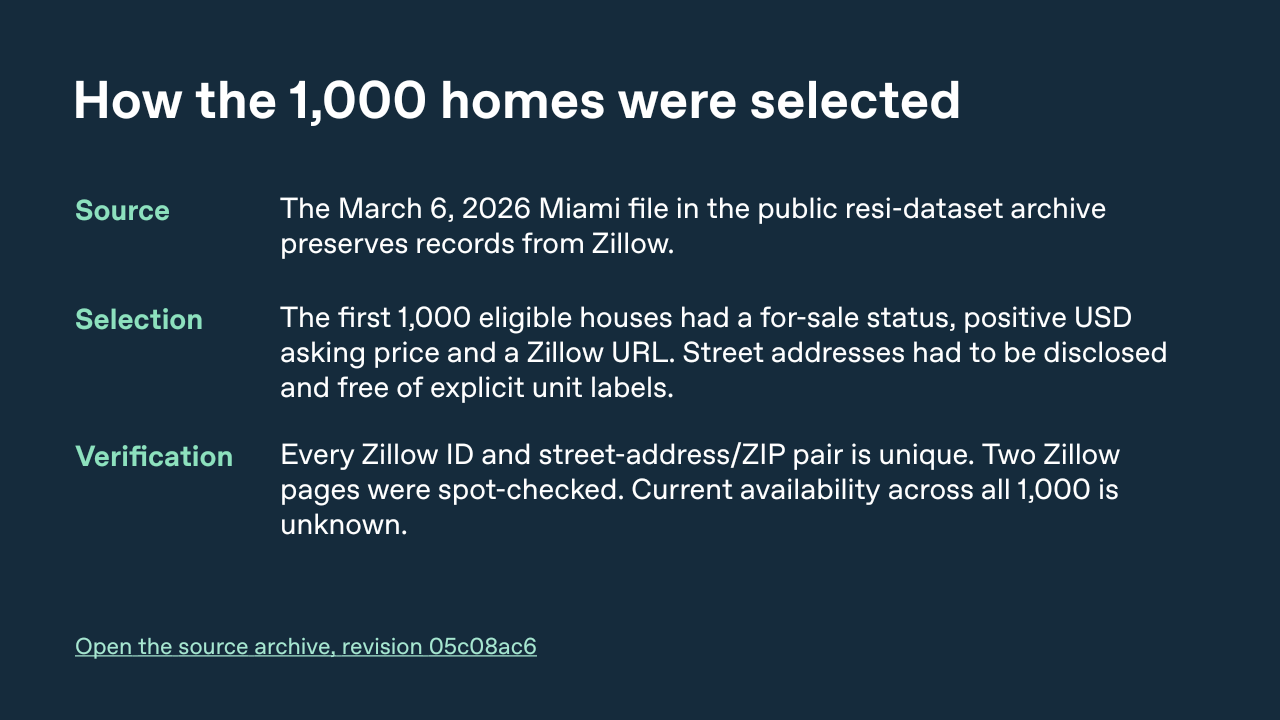 How the 1,000 homes were selected
Source
The March 6, 2026 Miami file in the public resi-dataset archive
preserves records from Zillow.
Selection
The first 1,000 eligible houses had a for-sale status, positive USD
asking price and a Zillow URL. Street addresses had to be disclosed
and free of explicit unit labels.
Verification
Every Zillow ID and street-address/ZIP pair is unique. Two Zillow
pages were spot-checked. Current availability across all 1,000 is
unknown.
Open the source archive, revision 05c08ac6